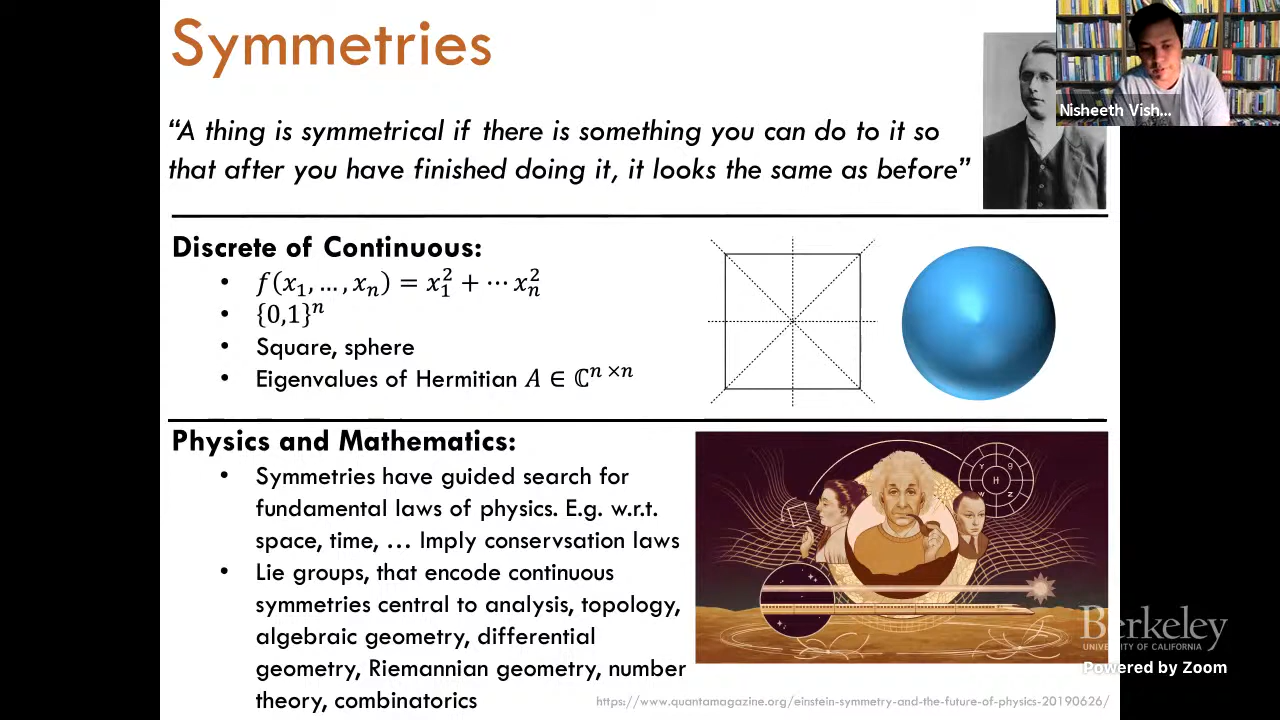 Symmetries
Nisheeth Vish...
“A thing is symmetrical if there is something you can do to it so
that after you have finished doing it, it looks the same as before”
Discrete of Continuous:
• f(x₁, … , xₙ) = x₁² + ⋯ xₙ²
• {0,1}ⁿ
• Square, sphere
• Eigenvalues of Hermitian A ∈ ℂⁿ ˣⁿ
Physics and Mathematics:
• Symmetries have guided search for
fundamental laws of physics. E.g. w.r.t.
space, time, … Imply conservsation laws
• Lie groups, that encode continuous
symmetries central to analysis, topology,
algebraic geometry, differential
geometry, Riemannian geometry, number
theory, combinatorics
H
Berkeley
UNIVERSITY OF CALIFORNIA
Powered by Zoom
https://www.quantamagazine.org/einstein-symmetry-and-the-future-of-physics-20190626/